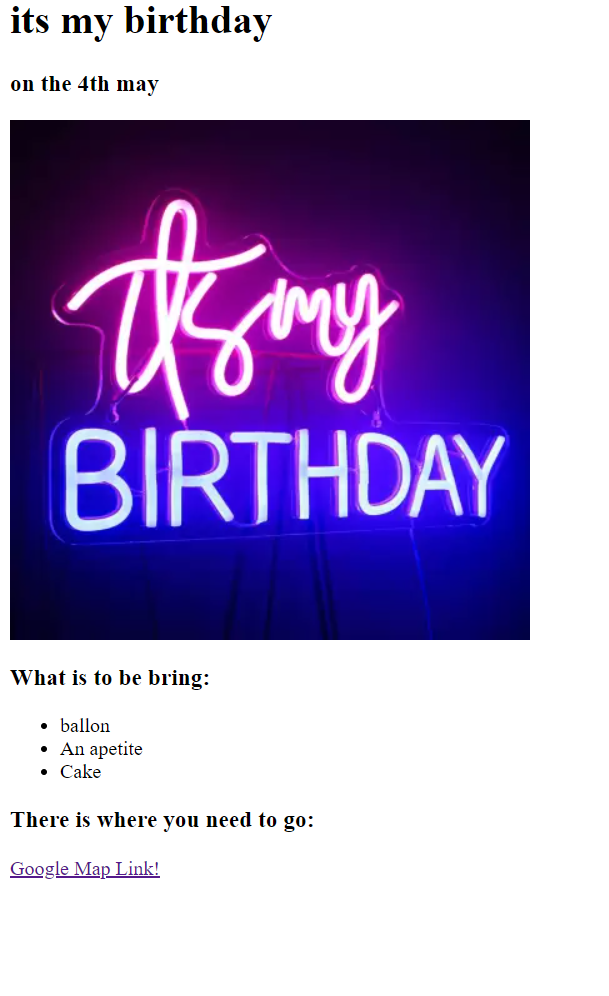 its my birthday
on the 4th may
its my
BIRTHDAY
What is to be bring:
ballon
An apetite
Cake
There is where you need to go:
Google Map Link!